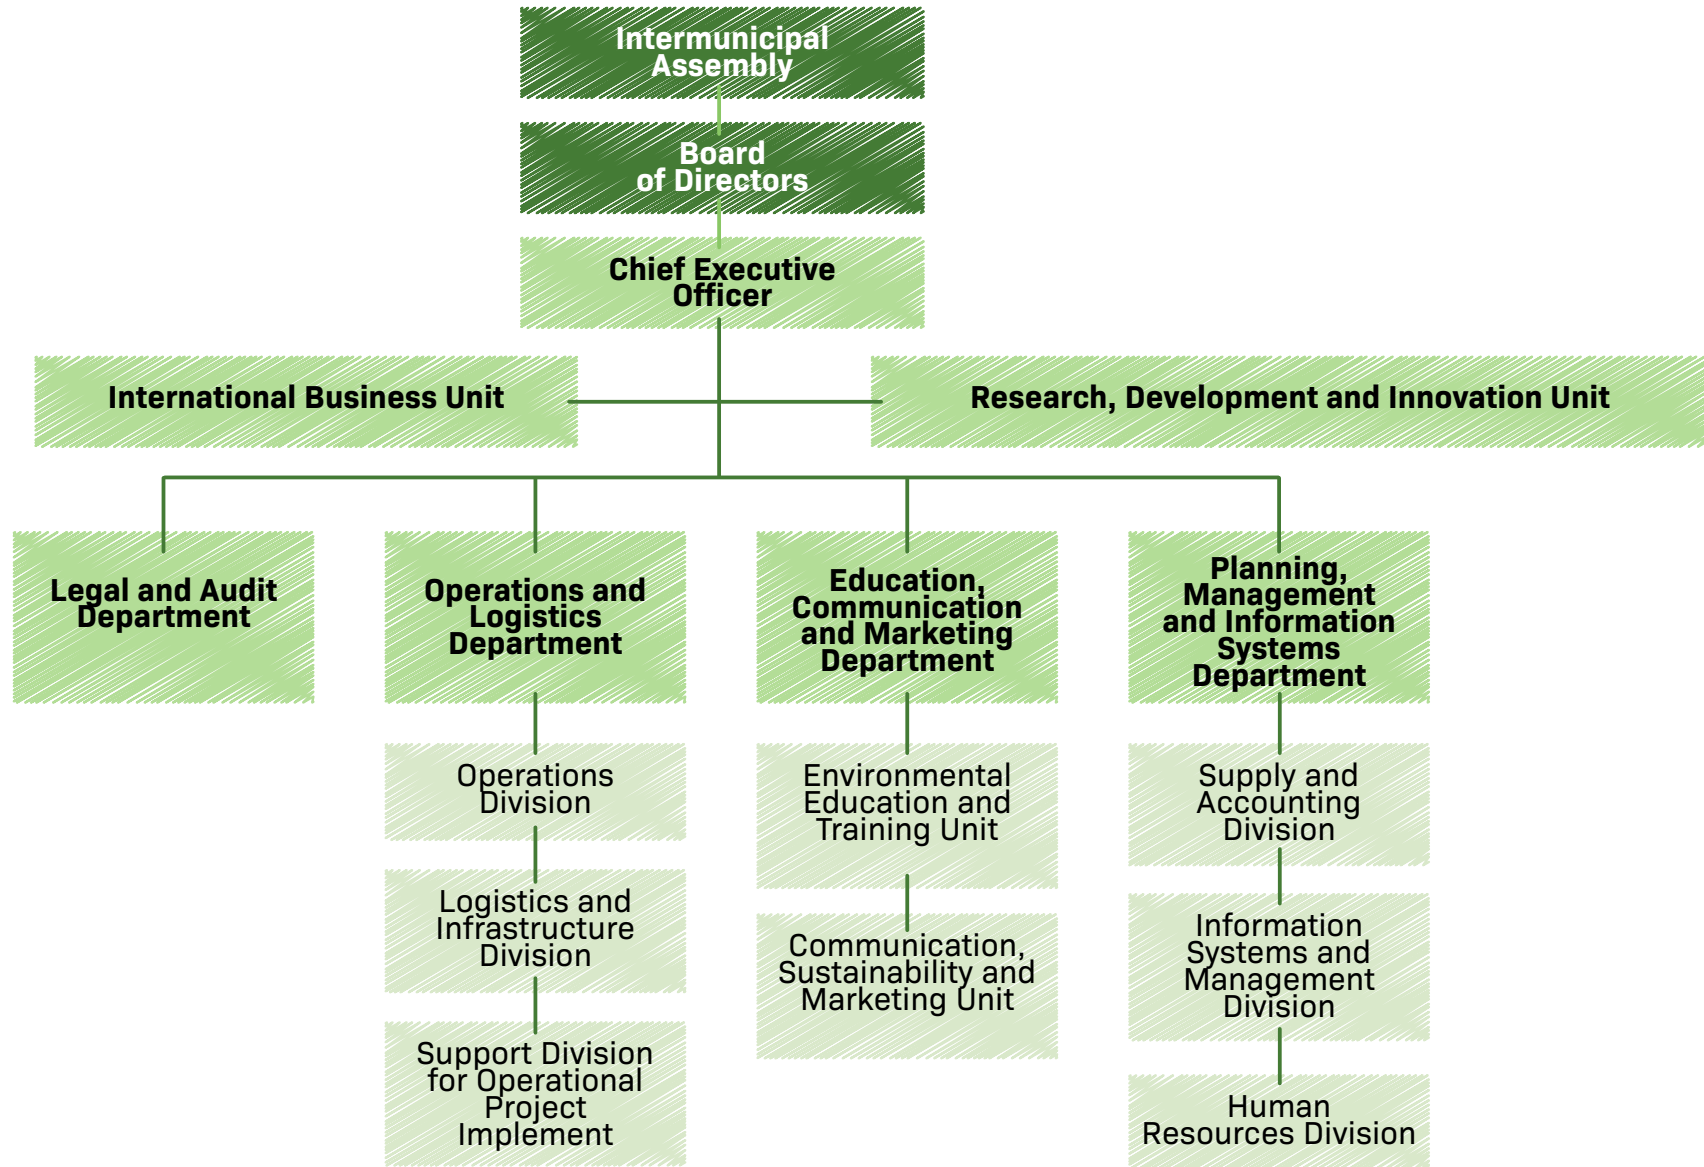 Intermunicipal
Assembly
Board
of Directors
Chief Executive
Officer
International Business Unit
Research, Development and Innovation Unit
Legal and Audit
Department
Operations and
Logistics
Department
Education,
Communication
and Marketing
Department
Planning,
Management
and Information
Systems
Department
Operations
Division
Logistics and
Infrastructure
Division
Support Division
for Operational
Project
Implement
Environmental
Education and
Training Unit
Communication,
Sustainability and
Marketing Unit
Supply and
Accounting
Division
Information
Systems and
Management
Division
Human
Resources Division